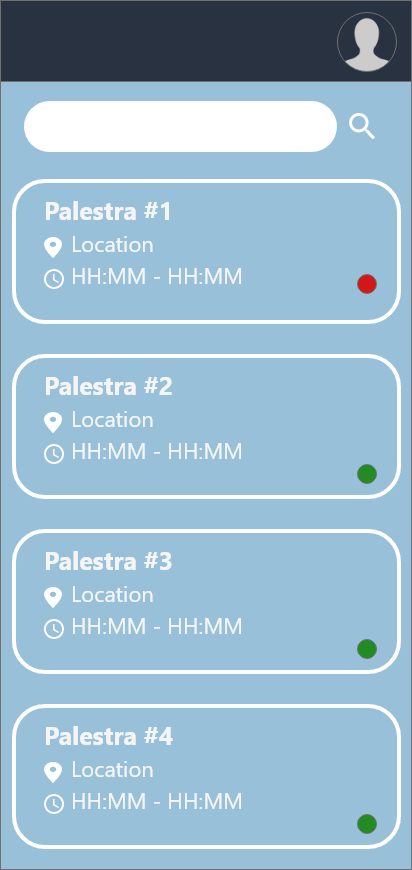 Palestra #1
Location
HH:MM - HH:MM
Palestra #2
Location
HH:MM - HH:MM
Palestra #3
Location
HH:MM - HH:MM
Palestra #4
Location
HH:MM - HH:MM